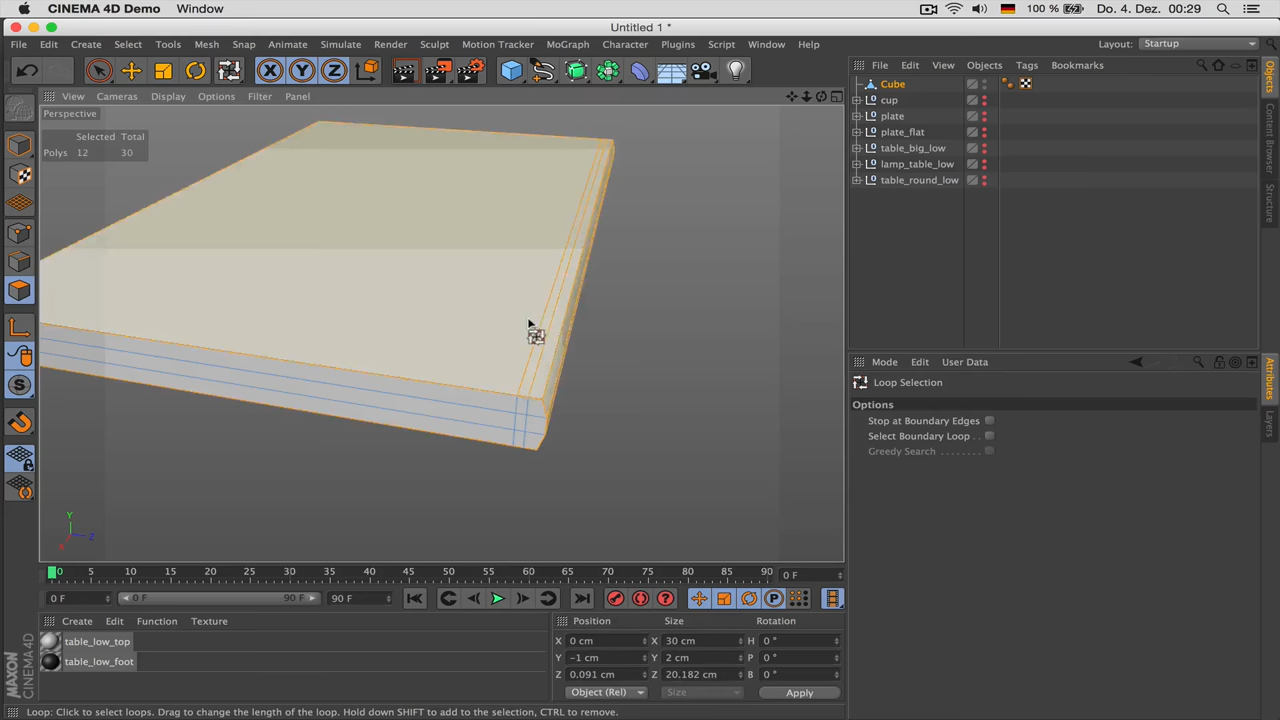 CINEMA 4D Demo Window 100 % Do. 4. Dez. 00:29
Untitled 1 *
File Edit Create Select Tools Mesh Snap Animate Simulate Render Sculpt Motion Tracker MoGraph Character Plugins Script Window Help Layout: Startup
X Y Z
File Edit View Objects Tags Bookmarks
View Cameras Display Options Filter Panel
Perspective
Selected Total
Polys 12 30
Cube
cup
plate
plate_flat
table_big_low
lamp_table_low
table_round_low
Objects
Content Browser
Structure
Mode Edit User Data
Loop Selection
Options
Stop at Boundary Edges
Select Boundary Loop
Greedy Search
Attributes
Layers
S
Y
Z
X
0 5 10 15 20 25 30 35 40 45 50 55 60 65 70 75 80 85 90 0 F
0 F 0 F 90 F 90 F
Create Edit Function Texture
table_low_top
table_low_foot
Position Size Rotation
X 0 cm X 30 cm H 0 °
Y -1 cm Y 2 cm P 0 °
Z 0.091 cm Z 20.182 cm B 0 °
Object (Rel) Size Apply
MAXON CINEMA4D
Loop: Click to select loops. Drag to change the length of the loop. Hold down SHIFT to add to the selection, CTRL to remove.